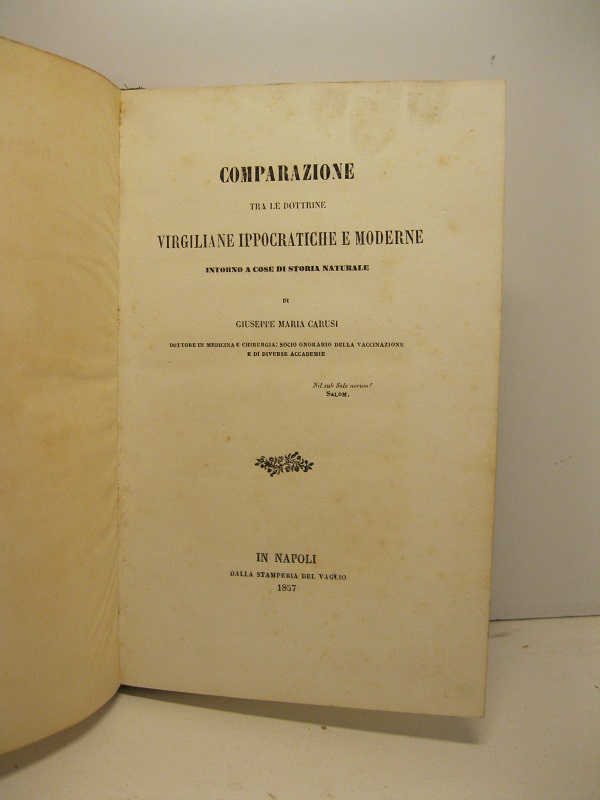 COMPARAZIONE
TRA LE DOTTRINE
VIRGILIANE IPPOCRATICHE E MODERNE
INTORNO A COSE DI STORIA NATURALE
DI
GIUSEPPE MARIA CARUSI
DOTTORE IN MEDICINA E CHIRURGIA: SOCIO ONORARIO DELLA VACCINAZIONE
E DI DIVERSE ACCADEMIE
Nil sub Sole novum!
SALOM.
IN NAPOLI
DALLA STAMPERIA DEL VAGLIO
1857